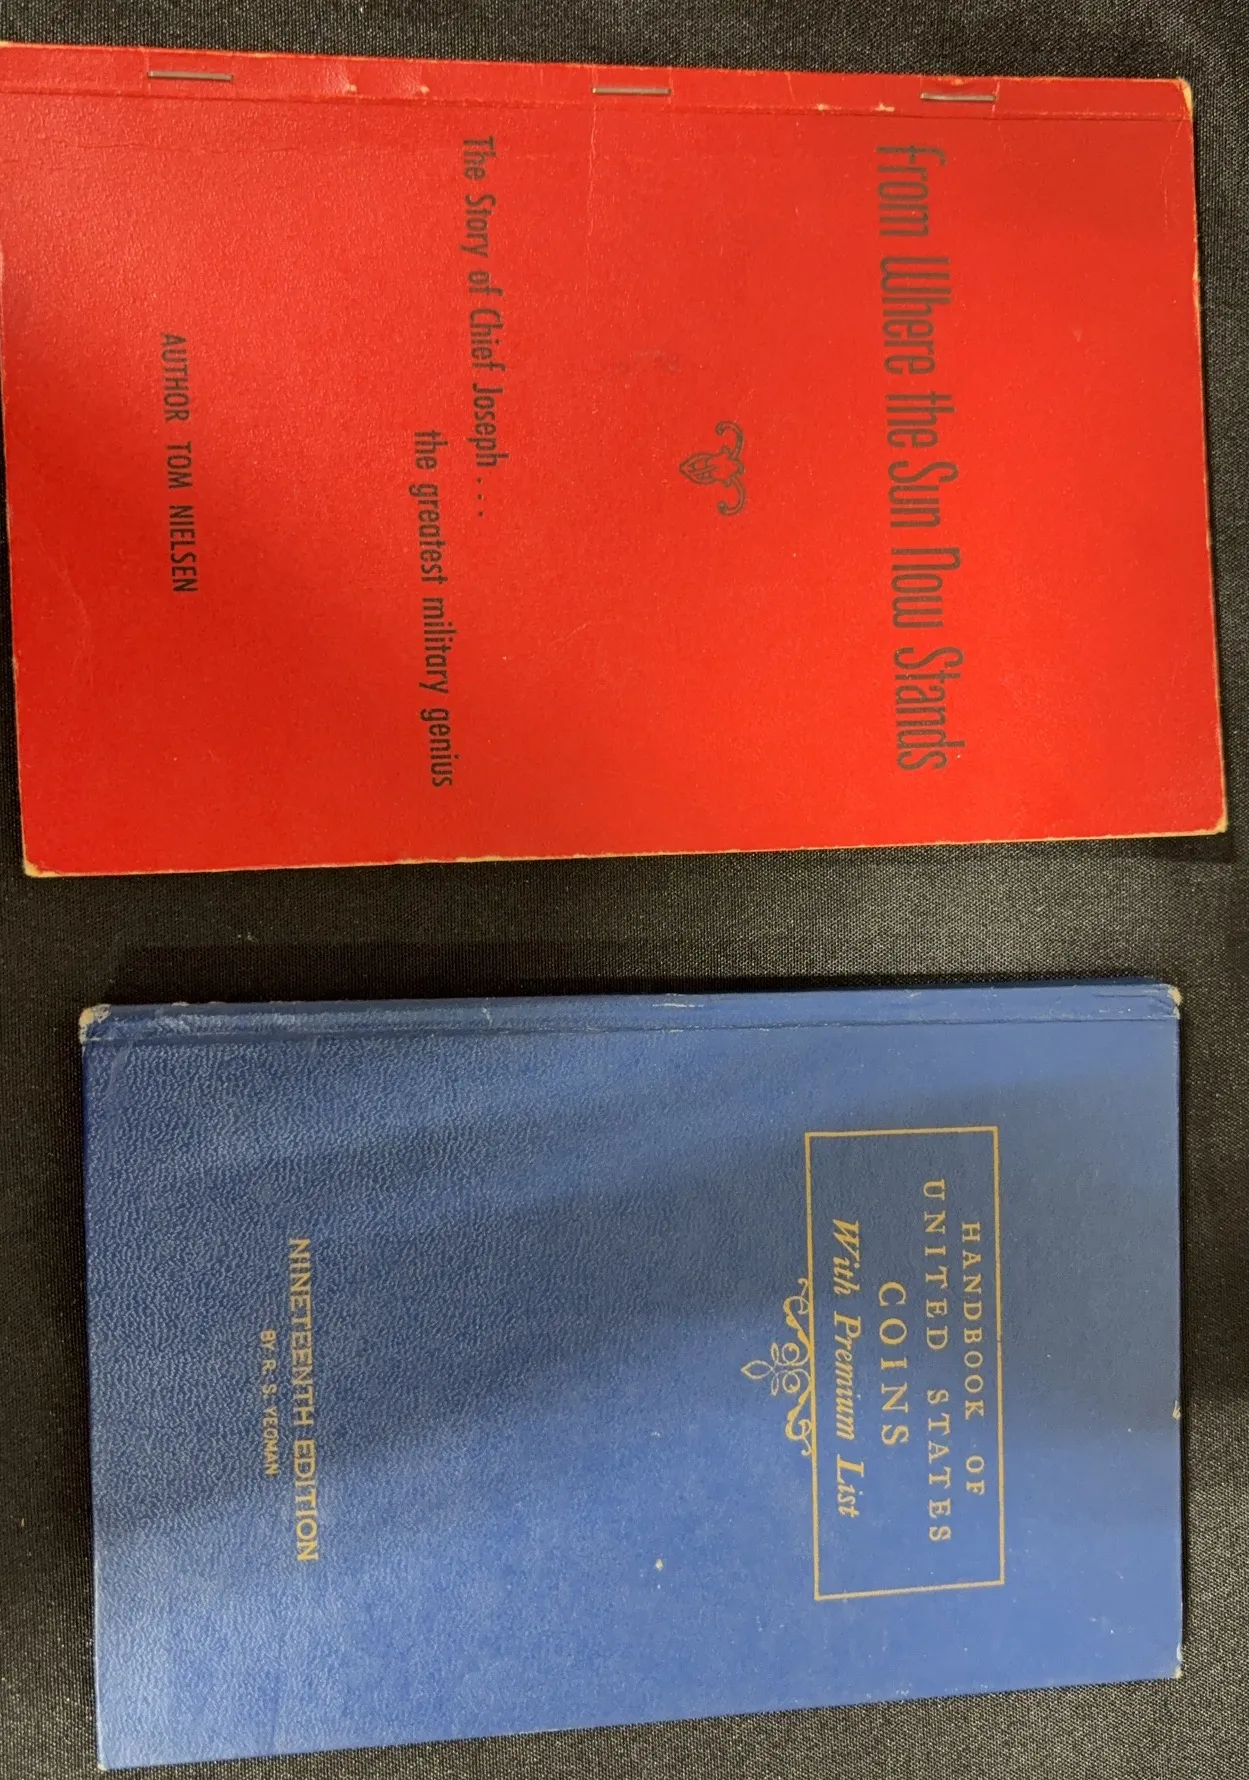 From Where the Sun Now Stands
The Story of Chief Joseph . . .
the greatest military genius
AUTHOR TOM NIELSEN
HANDBOOK OF
UNITED STATES
COINS
With Premium List
NINETEENTH EDITION
BY R. S. YEOMAN